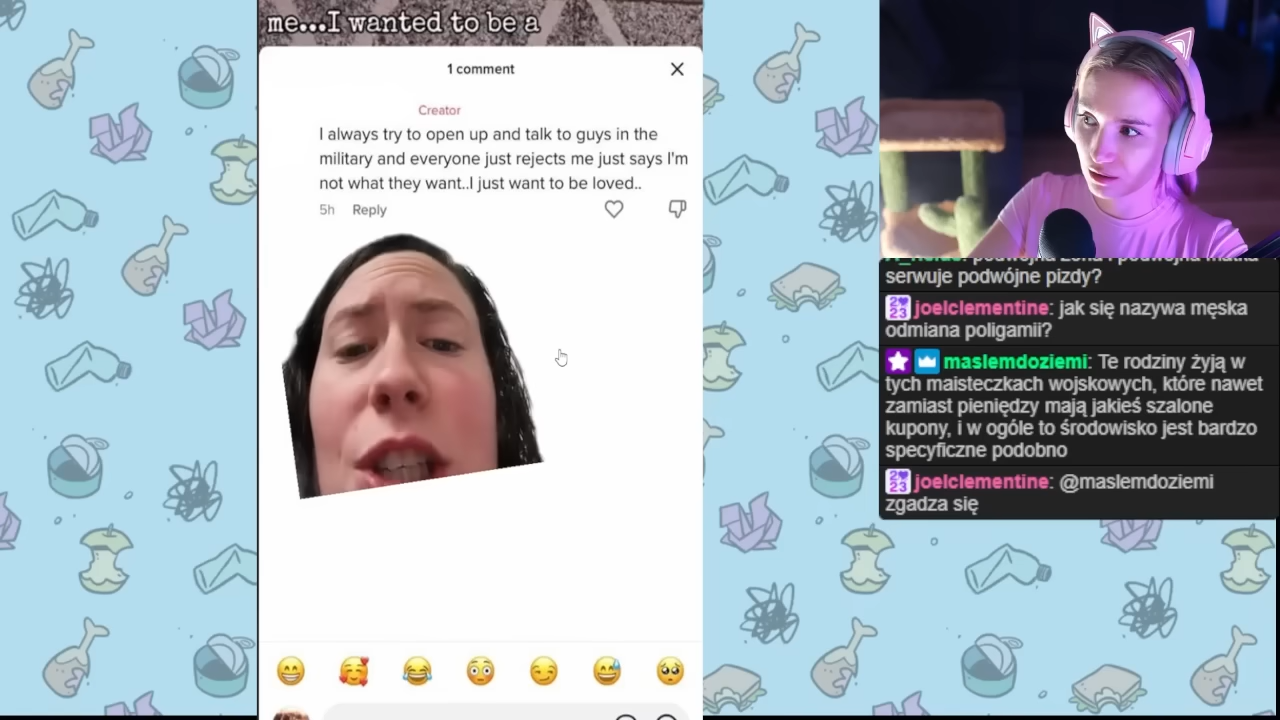 me...I wanted to be a
1 comment
Creator
I always try to open up and talk to guys in the
military and everyone just rejects me just says I'm
not what they want..I just want to be loved..
5h Reply
serwuje podwójne pizdy?
joelclementine: jak się nazywa męska
odmiana poligamii?
maslemdoziemi: Te rodziny żyją w
tych maisteczkach wojskowych, które nawet
zamiast pieniędzy mają jakieś szalone
kupony, i w ogóle to środowisko jest bardzo
specyficzne podobno
joelclementine: @maslemdoziemi
zgadza się